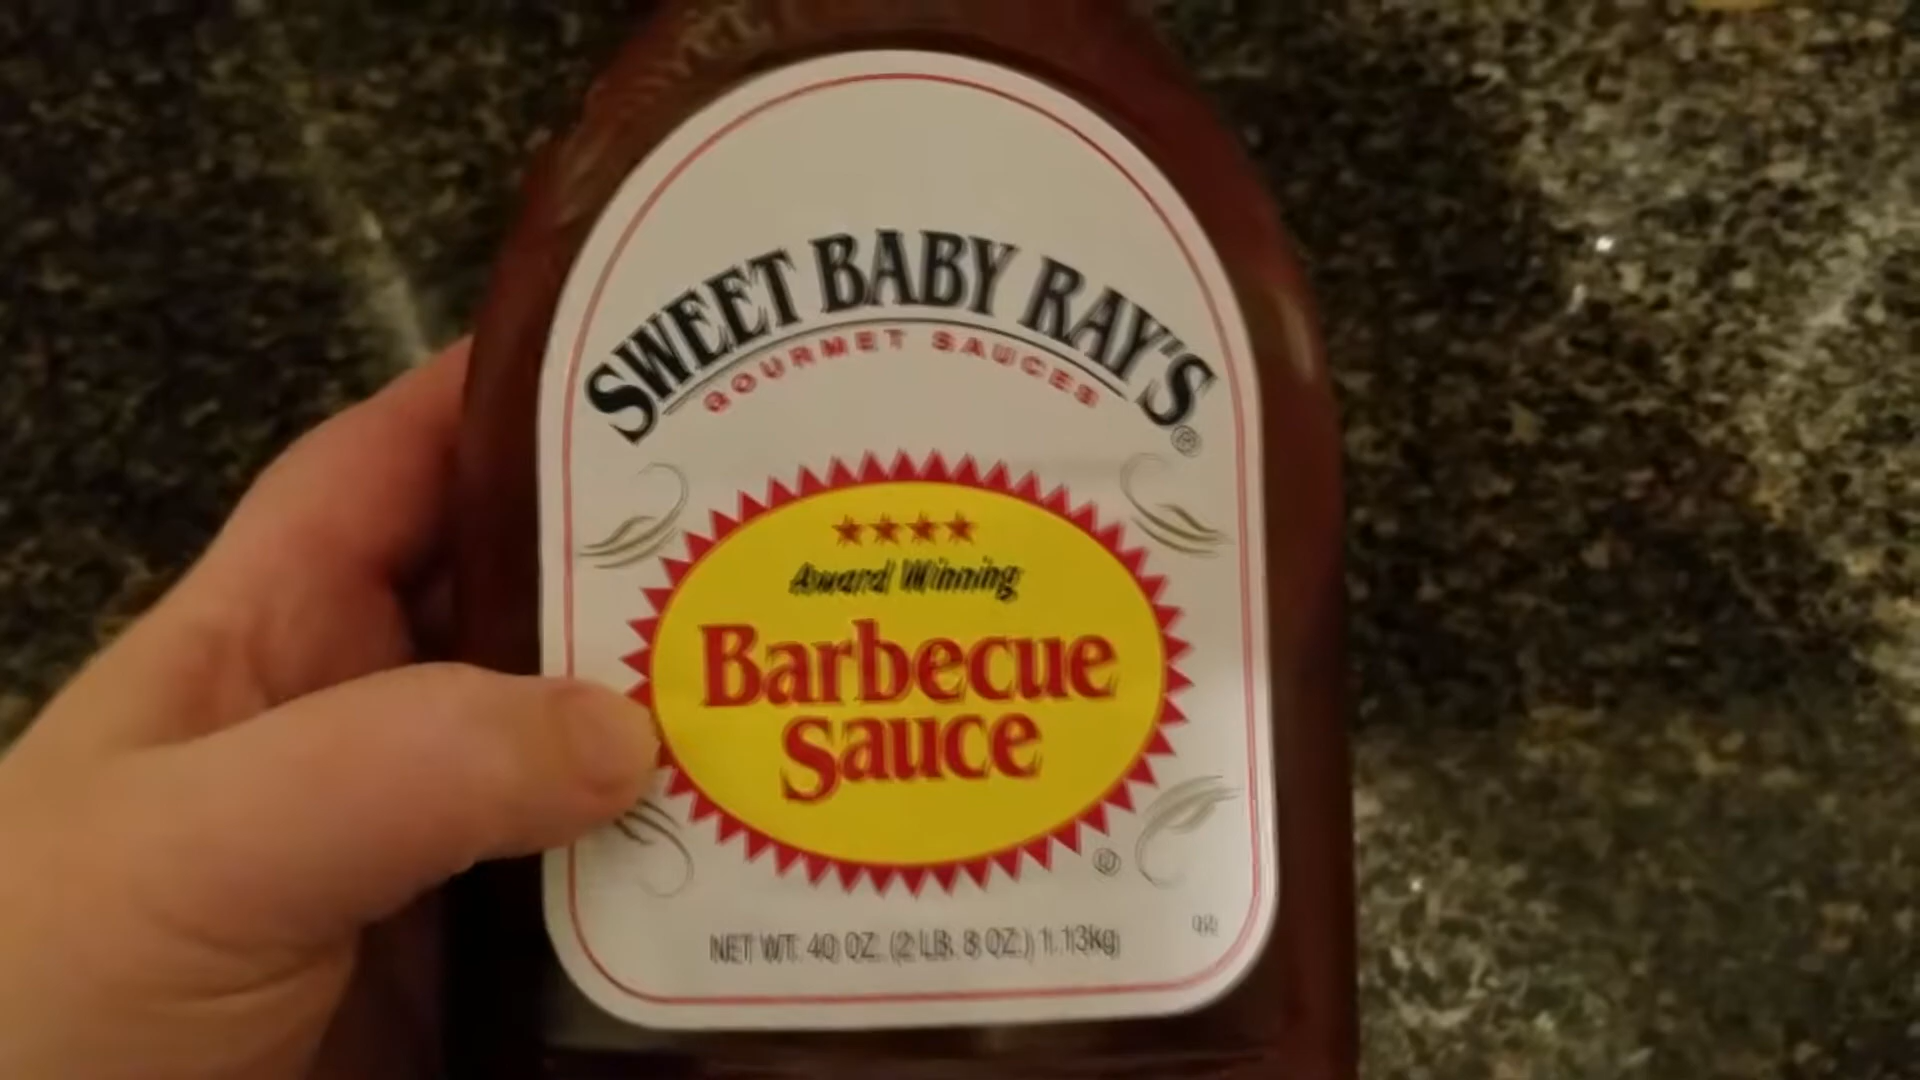 SWEET BABY RAY'S®
GOURMET SAUCES
Award Winning
Barbecue
Sauce
NET WT. 40 OZ. (2 LB. 8 OZ.) 1.13kg